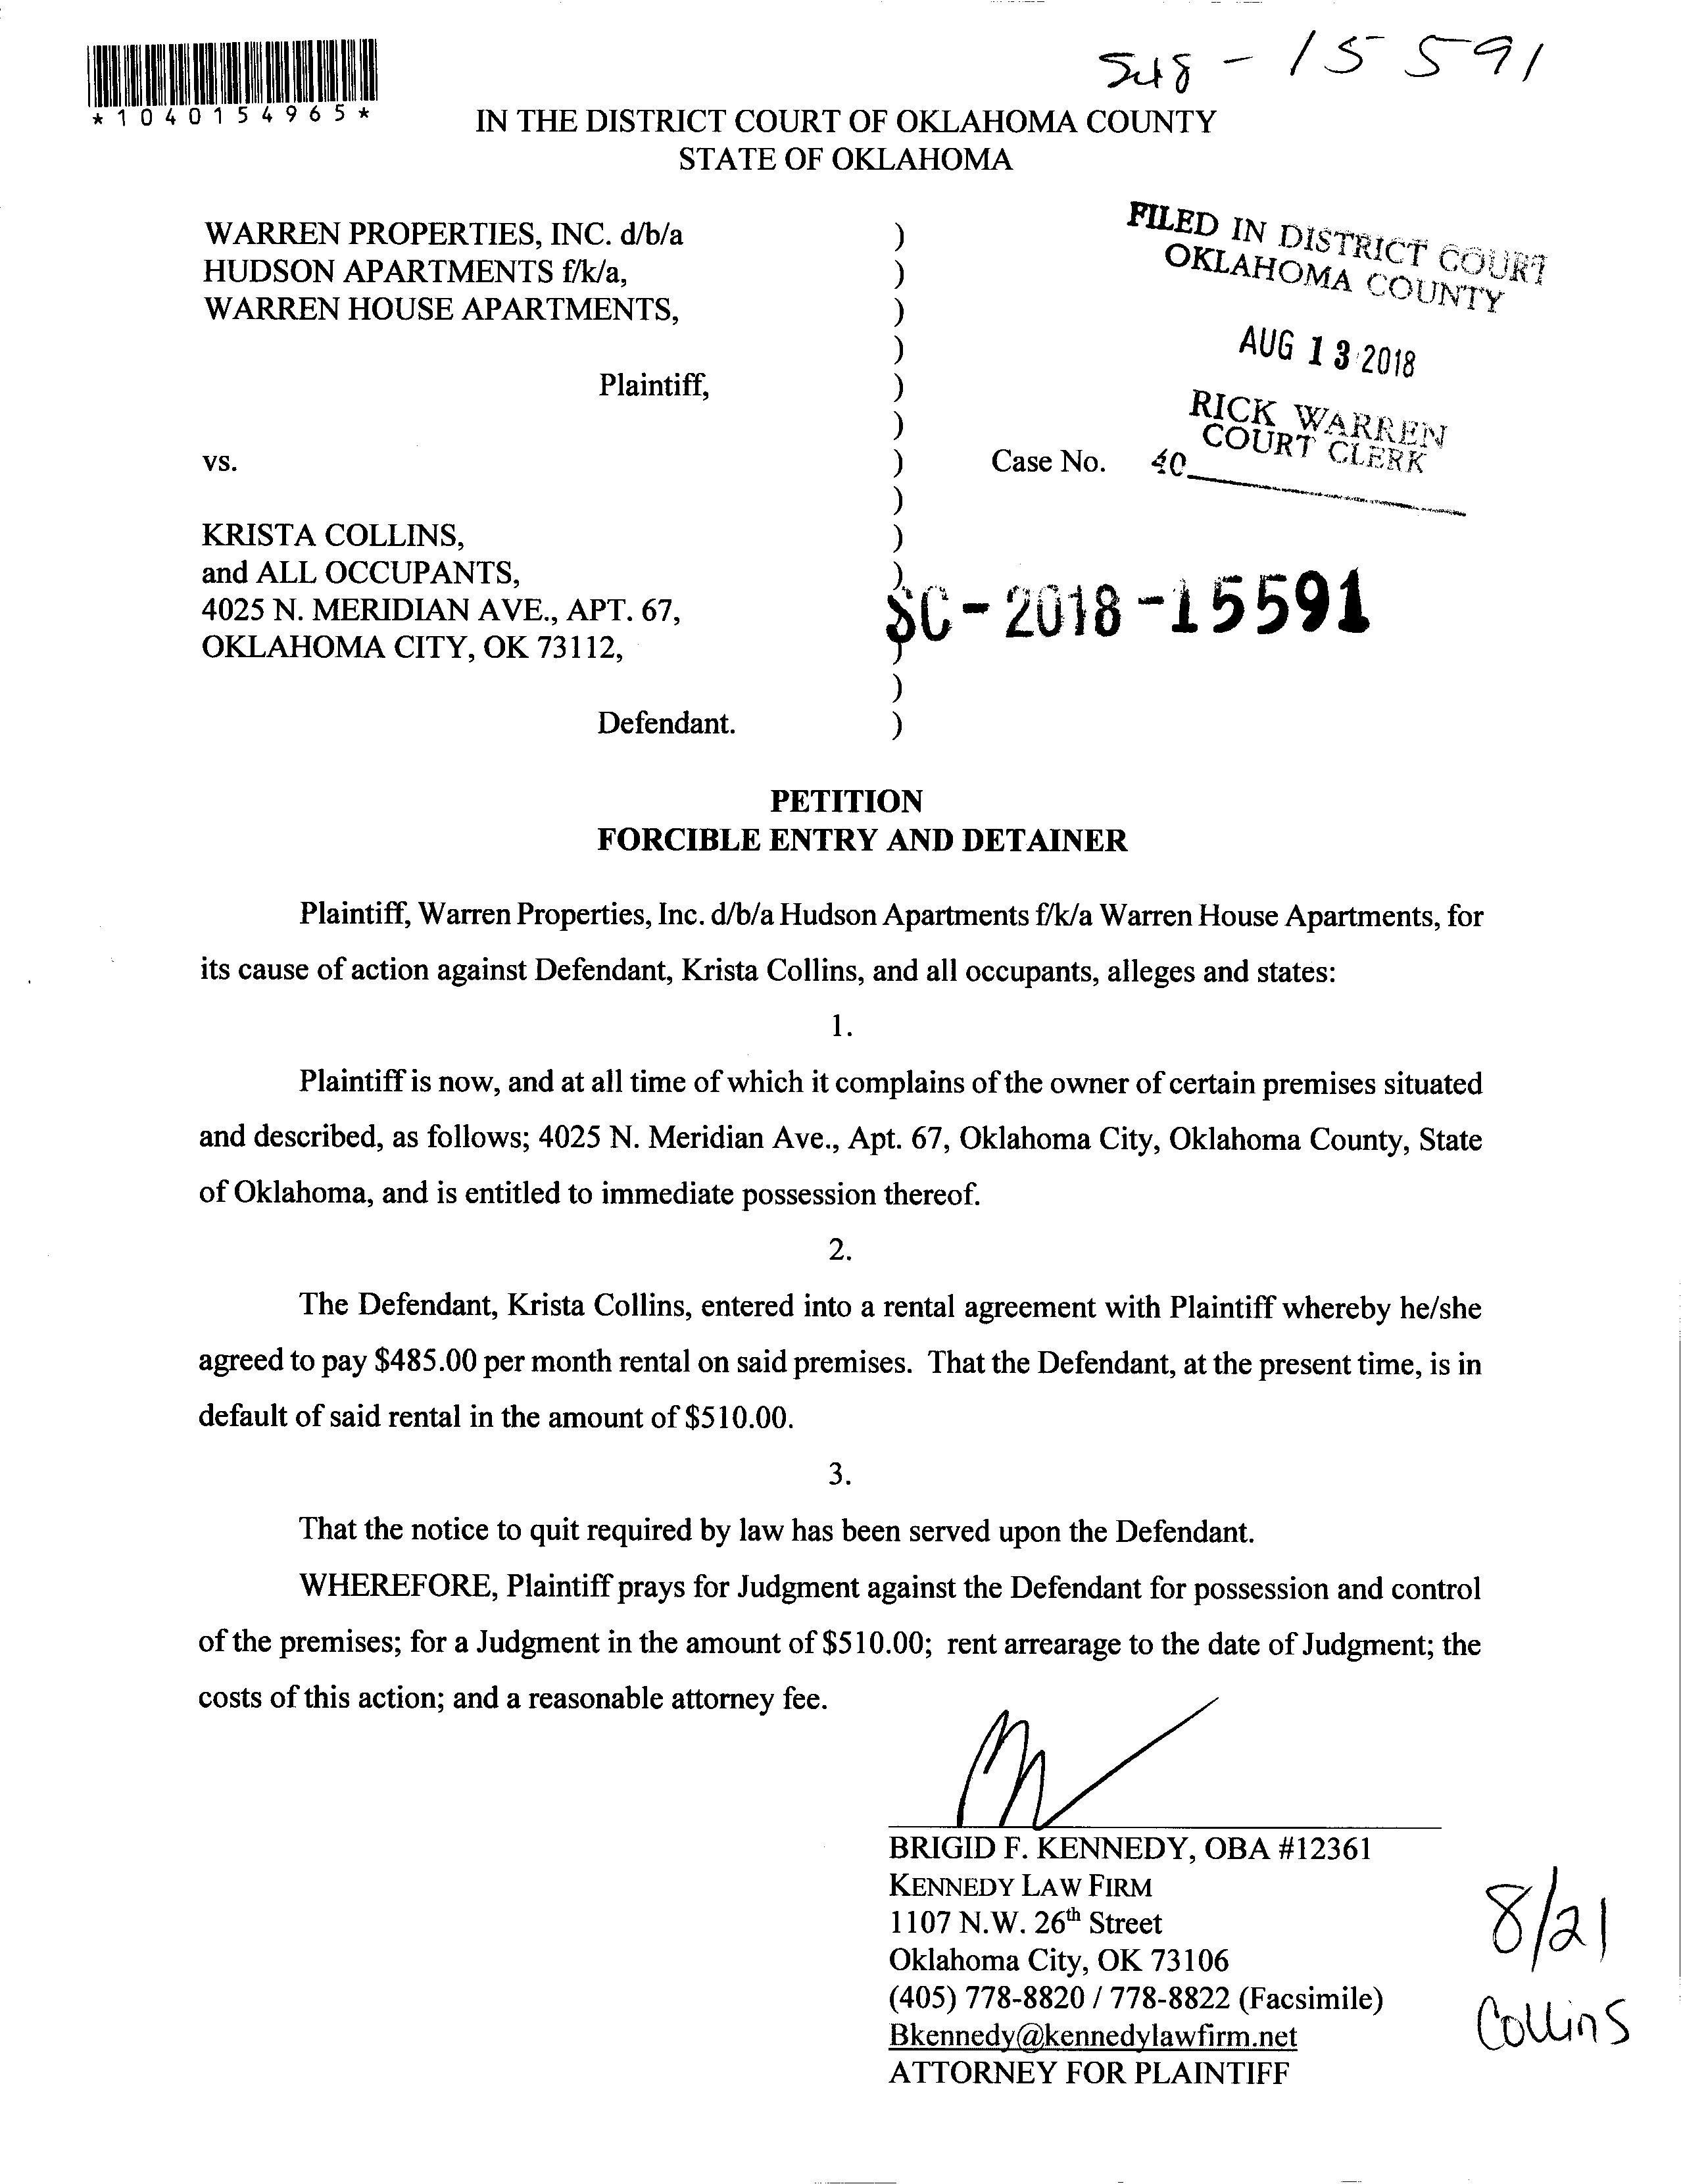 *1040154965*
IN THE DISTRICT COURT OF OKLAHOMA COUNTY
STATE OF OKLAHOMA
- 15591
WARREN PROPERTIES, INC. d/b/a )
HUDSON APARTMENTS f/k/a, )
WARREN HOUSE APARTMENTS, )
)
Plaintiff, )
)
vs. ) Case No.
)
KRISTA COLLINS, )
and ALL OCCUPANTS, )
4025 N. MERIDIAN AVE., APT. 67,
OKLAHOMA CITY, OK 73112, )
)
Defendant. )
FILED IN DISTRICT COURT
OKLAHOMA COUNTY
AUG 13 2018
RICK WARREN
COURT CLERK
40
SC-2018-15591
PETITION
FORCIBLE ENTRY AND DETAINER
Plaintiff, Warren Properties, Inc. d/b/a Hudson Apartments f/k/a Warren House Apartments, for
its cause of action against Defendant, Krista Collins, and all occupants, alleges and states:
1.
Plaintiff is now, and at all time of which it complains of the owner of certain premises situated
and described, as follows; 4025 N. Meridian Ave., Apt. 67, Oklahoma City, Oklahoma County, State
of Oklahoma, and is entitled to immediate possession thereof.
2.
The Defendant, Krista Collins, entered into a rental agreement with Plaintiff whereby he/she
agreed to pay $485.00 per month rental on said premises. That the Defendant, at the present time, is in
default of said rental in the amount of $510.00.
3.
That the notice to quit required by law has been served upon the Defendant.
WHEREFORE, Plaintiff prays for Judgment against the Defendant for possession and control
of the premises; for a Judgment in the amount of $510.00; rent arrearage to the date of Judgment; the
costs of this action; and a reasonable attorney fee.
BRIGID F. KENNEDY, OBA #12361
KENNEDY LAW FIRM
1107 N.W. 26th Street
Oklahoma City, OK 73106
(405) 778-8820 / 778-8822 (Facsimile)
Bkennedy@kennedylawfirm.net
ATTORNEY FOR PLAINTIFF
8/21
Collins